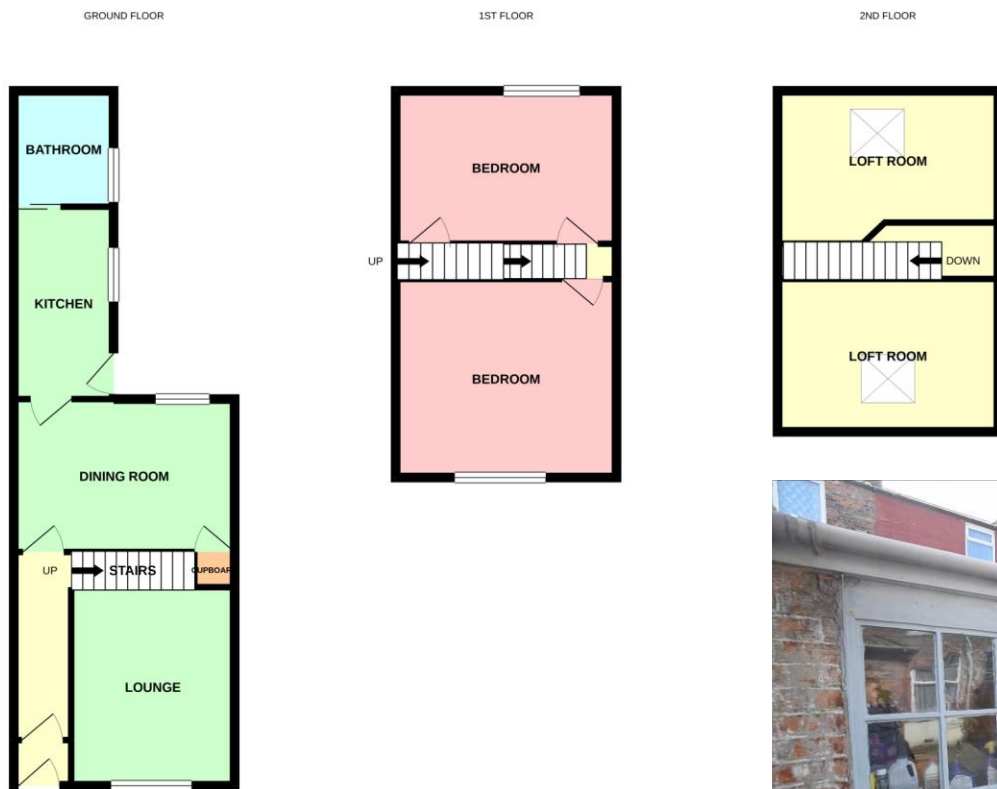 GROUND FLOOR
BATHROOM
KITCHEN
DINING ROOM
UP
STAIRS
CUPBOARD
LOUNGE
1ST FLOOR
BEDROOM
UP
BEDROOM
2ND FLOOR
LOFT ROOM
DOWN
LOFT ROOM